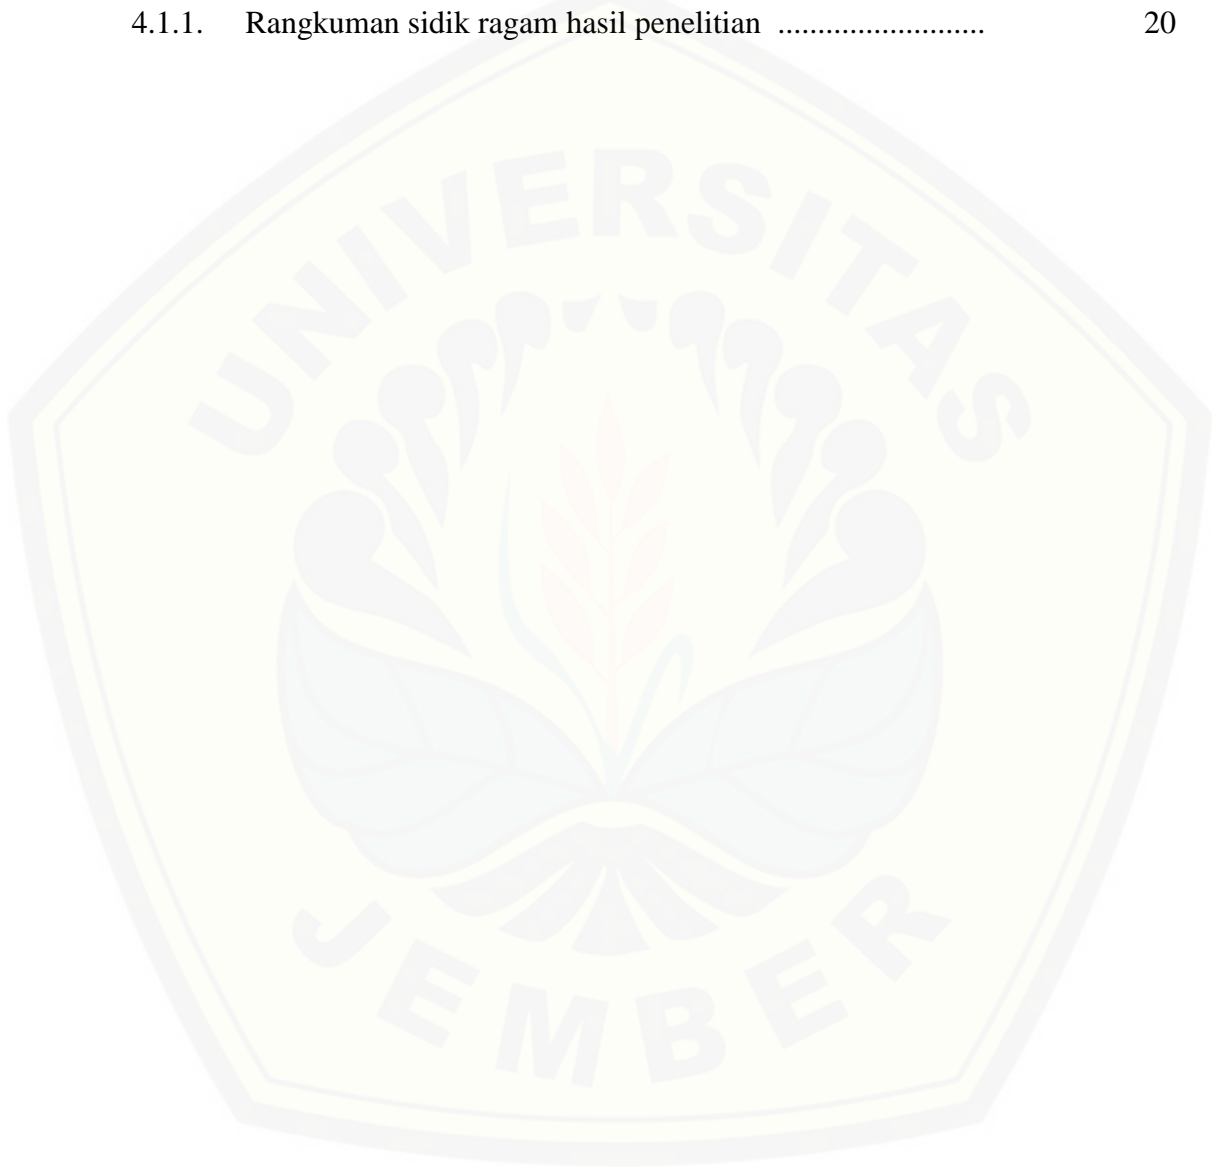 4.1.1. Rangkuman sidik ragam hasil penelitian .......................... 20
UNIVERSITAS
JEMBER